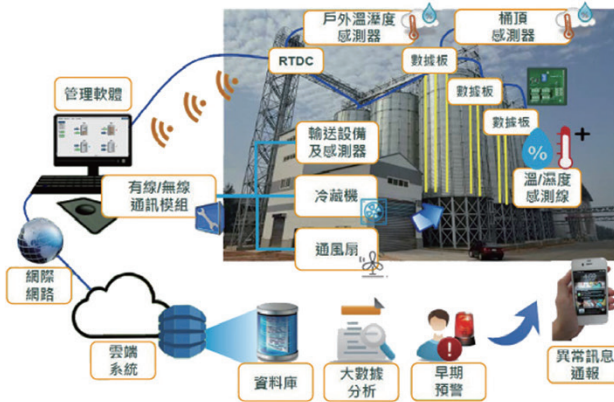 戶外溫溼度
感測器
桶頂
感測器
RTDC
數據板
數據板
數據板
管理軟體
輸送設備
及感測器
%
溫/濕度
感測線
有線/無線
通訊模組
冷藏機
通風扇
網際
網路
雲端
系統
資料庫
大數據
分析
早期
預警
異常訊息
通報